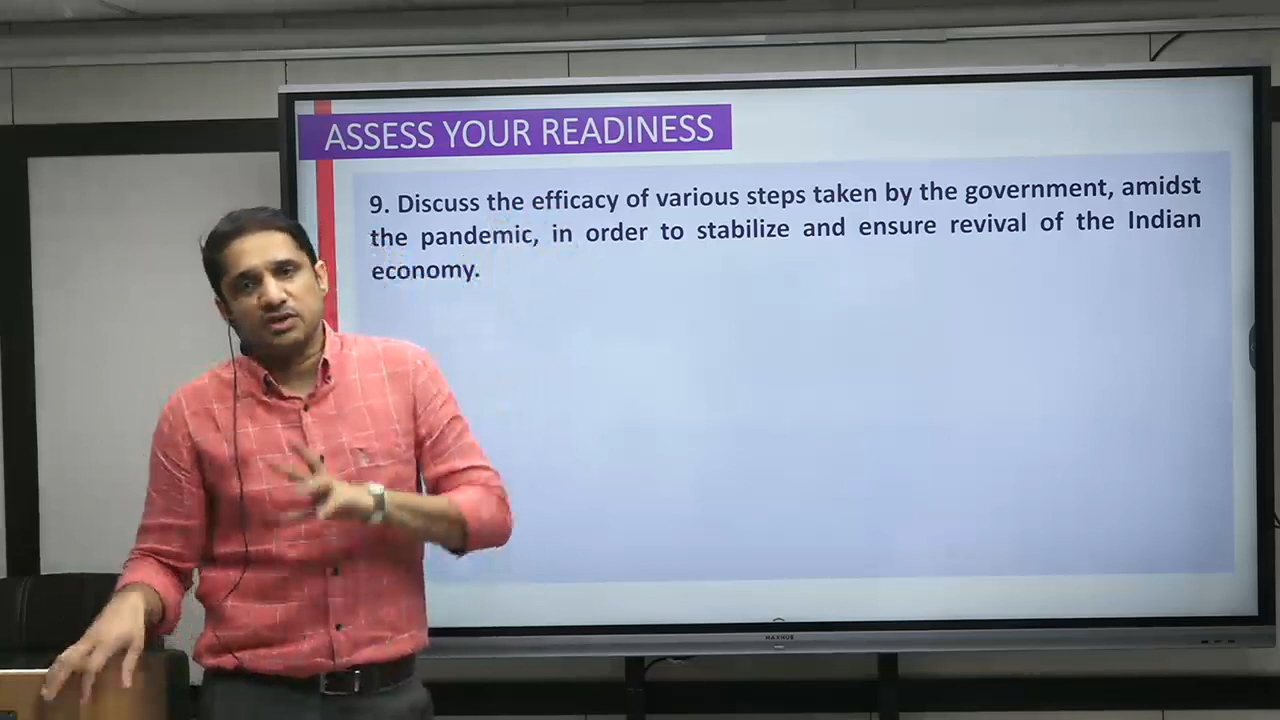 ASSESS YOUR READINESS
9. Discuss the efficacy of various steps taken by the government, amidst
the pandemic, in order to stabilize and ensure revival of the Indian
economy.
MAXHUB